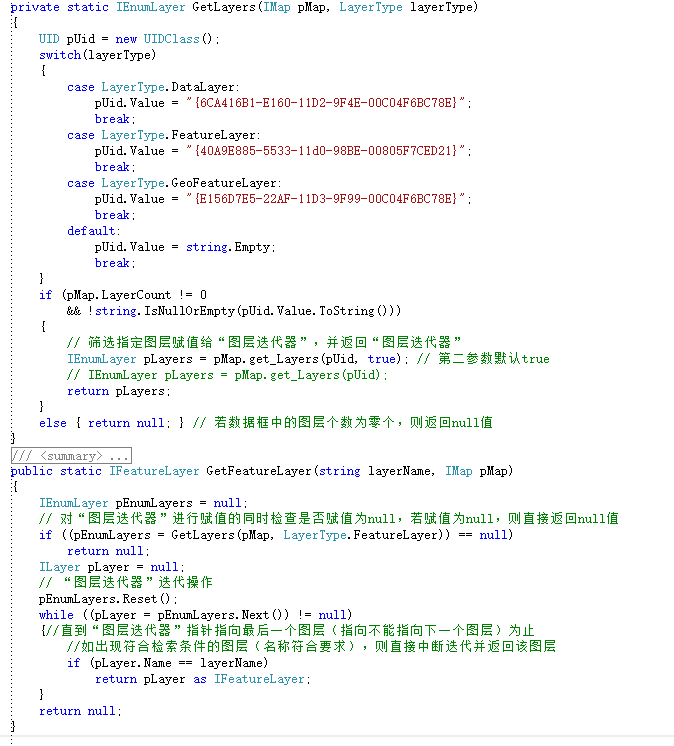 private static IEnumLayer GetLayers(IMap pMap, LayerType layerType)
{
    UID pUid = new UIDClass();
    switch(layerType)
    {
        case LayerType.DataLayer:
            pUid.Value = "{6CA416B1-E160-11D2-9F4E-00C04F6BC78E}";
            break;
        case LayerType.FeatureLayer:
            pUid.Value = "{40A9E885-5533-11d0-98BE-00805F7CED21}";
            break;
        case LayerType.GeoFeatureLayer:
            pUid.Value = "{E156D7E5-22AF-11D3-9F99-00C04F6BC78E}";
            break;
        default:
            pUid.Value = string.Empty;
            break;
    }
    if (pMap.LayerCount != 0
        && !string.IsNullOrEmpty(pUid.Value.ToString()))
    {
        // 筛选指定图层赋值给“图层迭代器”，并返回“图层迭代器”
        IEnumLayer pLayers = pMap.get_Layers(pUid, true); // 第二参数默认true
        // IEnumLayer pLayers = pMap.get_Layers(pUid);
        return pLayers;
    }
    else { return null; } // 若数据框中的图层个数为零个，则返回null值
}
/// <summary> ...
public static IFeatureLayer GetFeatureLayer(string layerName, IMap pMap)
{
    IEnumLayer pEnumLayers = null;
    // 对“图层迭代器”进行赋值的同时检查是否赋值为null，若赋值为null，则直接返回null值
    if ((pEnumLayers = GetLayers(pMap, LayerType.FeatureLayer)) == null)
        return null;
    ILayer pLayer = null;
    // “图层迭代器”迭代操作
    pEnumLayers.Reset();
    while ((pLayer = pEnumLayers.Next()) != null)
    {//直到“图层迭代器”指针指向最后一个图层（指向不能指向下一个图层）为止
        //如出现符合检索条件的图层（名称符合要求），则直接中断迭代并返回该图层
        if (pLayer.Name == layerName)
            return pLayer as IFeatureLayer;
    }
    return null;
}